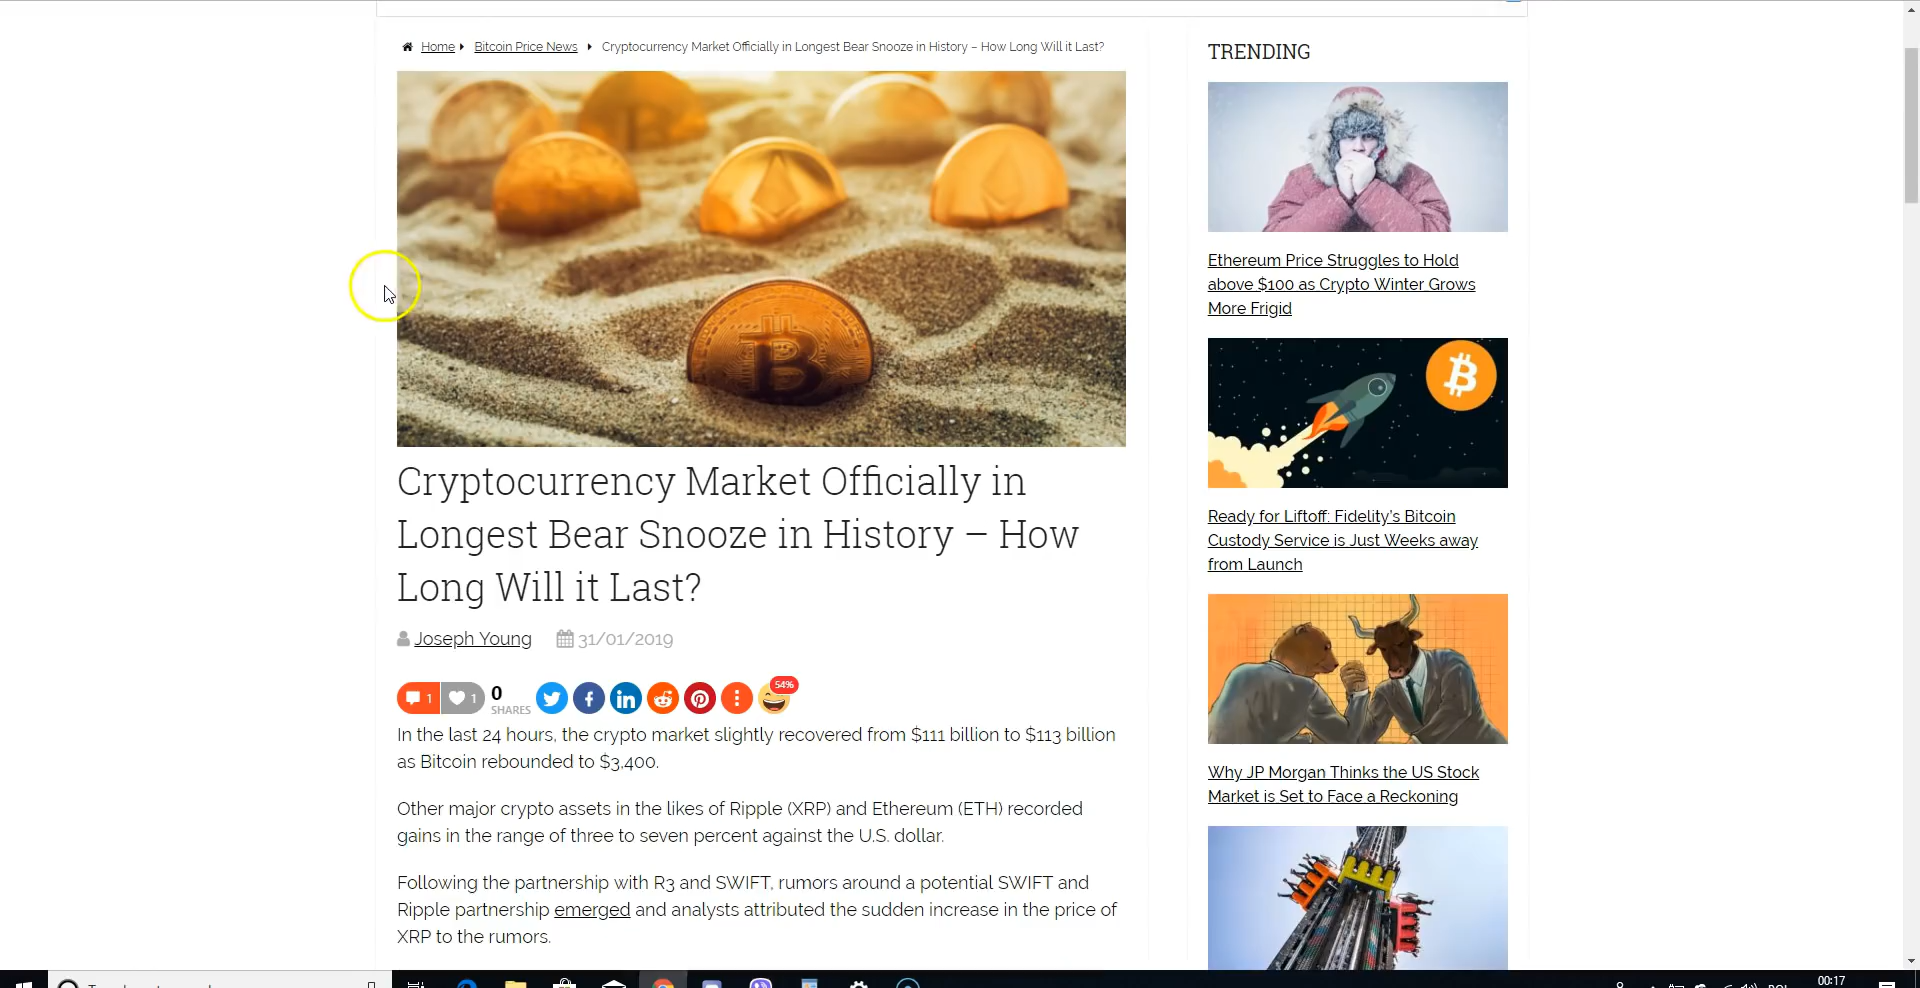 Home Bitcoin Price News Cryptocurrency Market Officially in Longest Bear Snooze in History – How Long Will it Last?
Cryptocurrency Market Officially in
Longest Bear Snooze in History – How
Long Will it Last?
Joseph Young 31/01/2019
1 1 0 SHARES 54%
In the last 24 hours, the crypto market slightly recovered from $111 billion to $113 billion
as Bitcoin rebounded to $3,400.
Other major crypto assets in the likes of Ripple (XRP) and Ethereum (ETH) recorded
gains in the range of three to seven percent against the U.S. dollar.
Following the partnership with R3 and SWIFT, rumors around a potential SWIFT and
Ripple partnership emerged and analysts attributed the sudden increase in the price of
XRP to the rumors.
TRENDING
Ethereum Price Struggles to Hold
above $100 as Crypto Winter Grows
More Frigid
Ready for Liftoff: Fidelity's Bitcoin
Custody Service is Just Weeks away
from Launch
Why JP Morgan Thinks the US Stock
Market is Set to Face a Reckoning
00:17